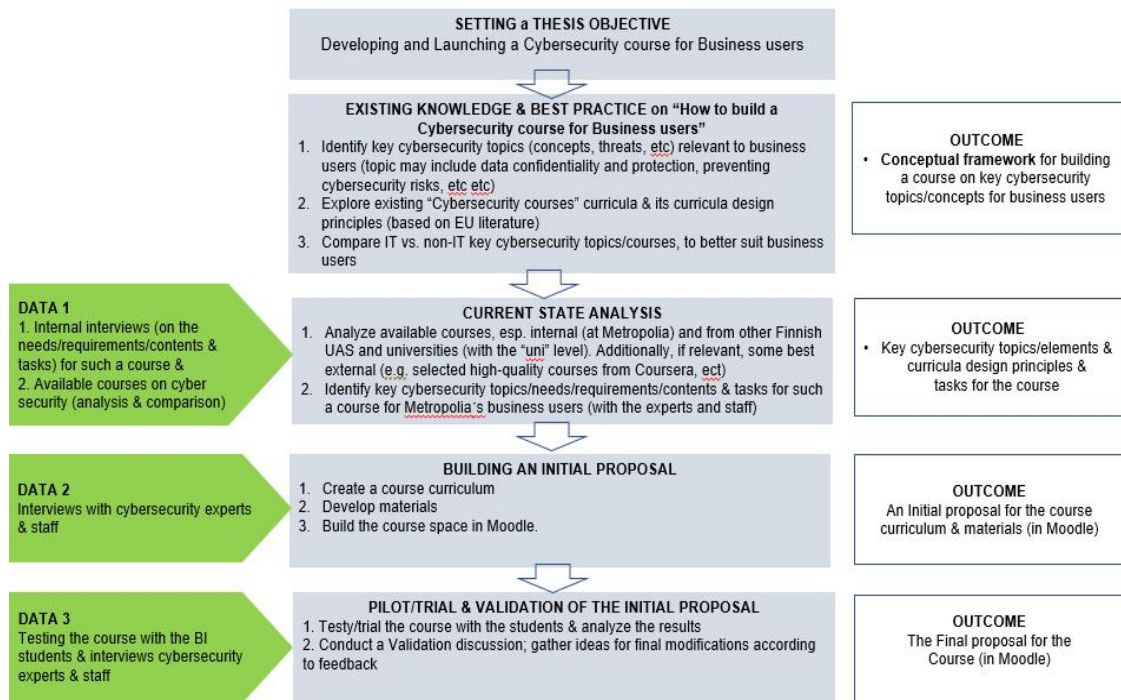 SETTING a THESIS OBJECTIVE
Developing and Launching a Cybersecurity course for Business users
EXISTING KNOWLEDGE & BEST PRACTICE on “How to build a
Cybersecurity course for Business users”
1. Identify key cybersecurity topics (concepts, threats, etc) relevant to business
users (topic may include data confidentiality and protection, preventing
cybersecurity risks, etc etc)
2. Explore existing “Cybersecurity courses” curricula & its curricula design
principles (based on EU literature)
3. Compare IT vs. non-IT key cybersecurity topics/courses, to better suit business
users
OUTCOME
• Conceptual framework for building
a course on key cybersecurity
topics/concepts for business users
DATA 1
1. Internal interviews (on the
needs/requirements/contents &
tasks) for such a course &
2. Available courses on cyber
security (analysis & comparison)
CURRENT STATE ANALYSIS
1. Analyze available courses, esp. internal (at Metropolia) and from other Finnish
UAS and universities (with the “uni” level). Additionally, if relevant, some best
external (e.g. selected high-quality courses from Coursera, ect)
2. Identify key cybersecurity topics/needs/requirements/contents & tasks for such
a course for Metropolia´s business users (with the experts and staff)
OUTCOME
• Key cybersecurity topics/elements &
curricula design principles &
tasks for the course
DATA 2
Interviews with cybersecurity experts
& staff
BUILDING AN INITIAL PROPOSAL
1. Create a course curriculum
2. Develop materials
3. Build the course space in Moodle.
OUTCOME
An Initial proposal for the course
curriculum & materials (in Moodle)
DATA 3
Testing the course with the BI
students & interviews cybersecurity
experts & staff
PILOT/TRIAL & VALIDATION OF THE INITIAL PROPOSAL
1. Testy/trial the course with the students & analyze the results
2. Conduct a Validation discussion; gather ideas for final modifications according
to feedback
OUTCOME
The Final proposal for the
Course (in Moodle)